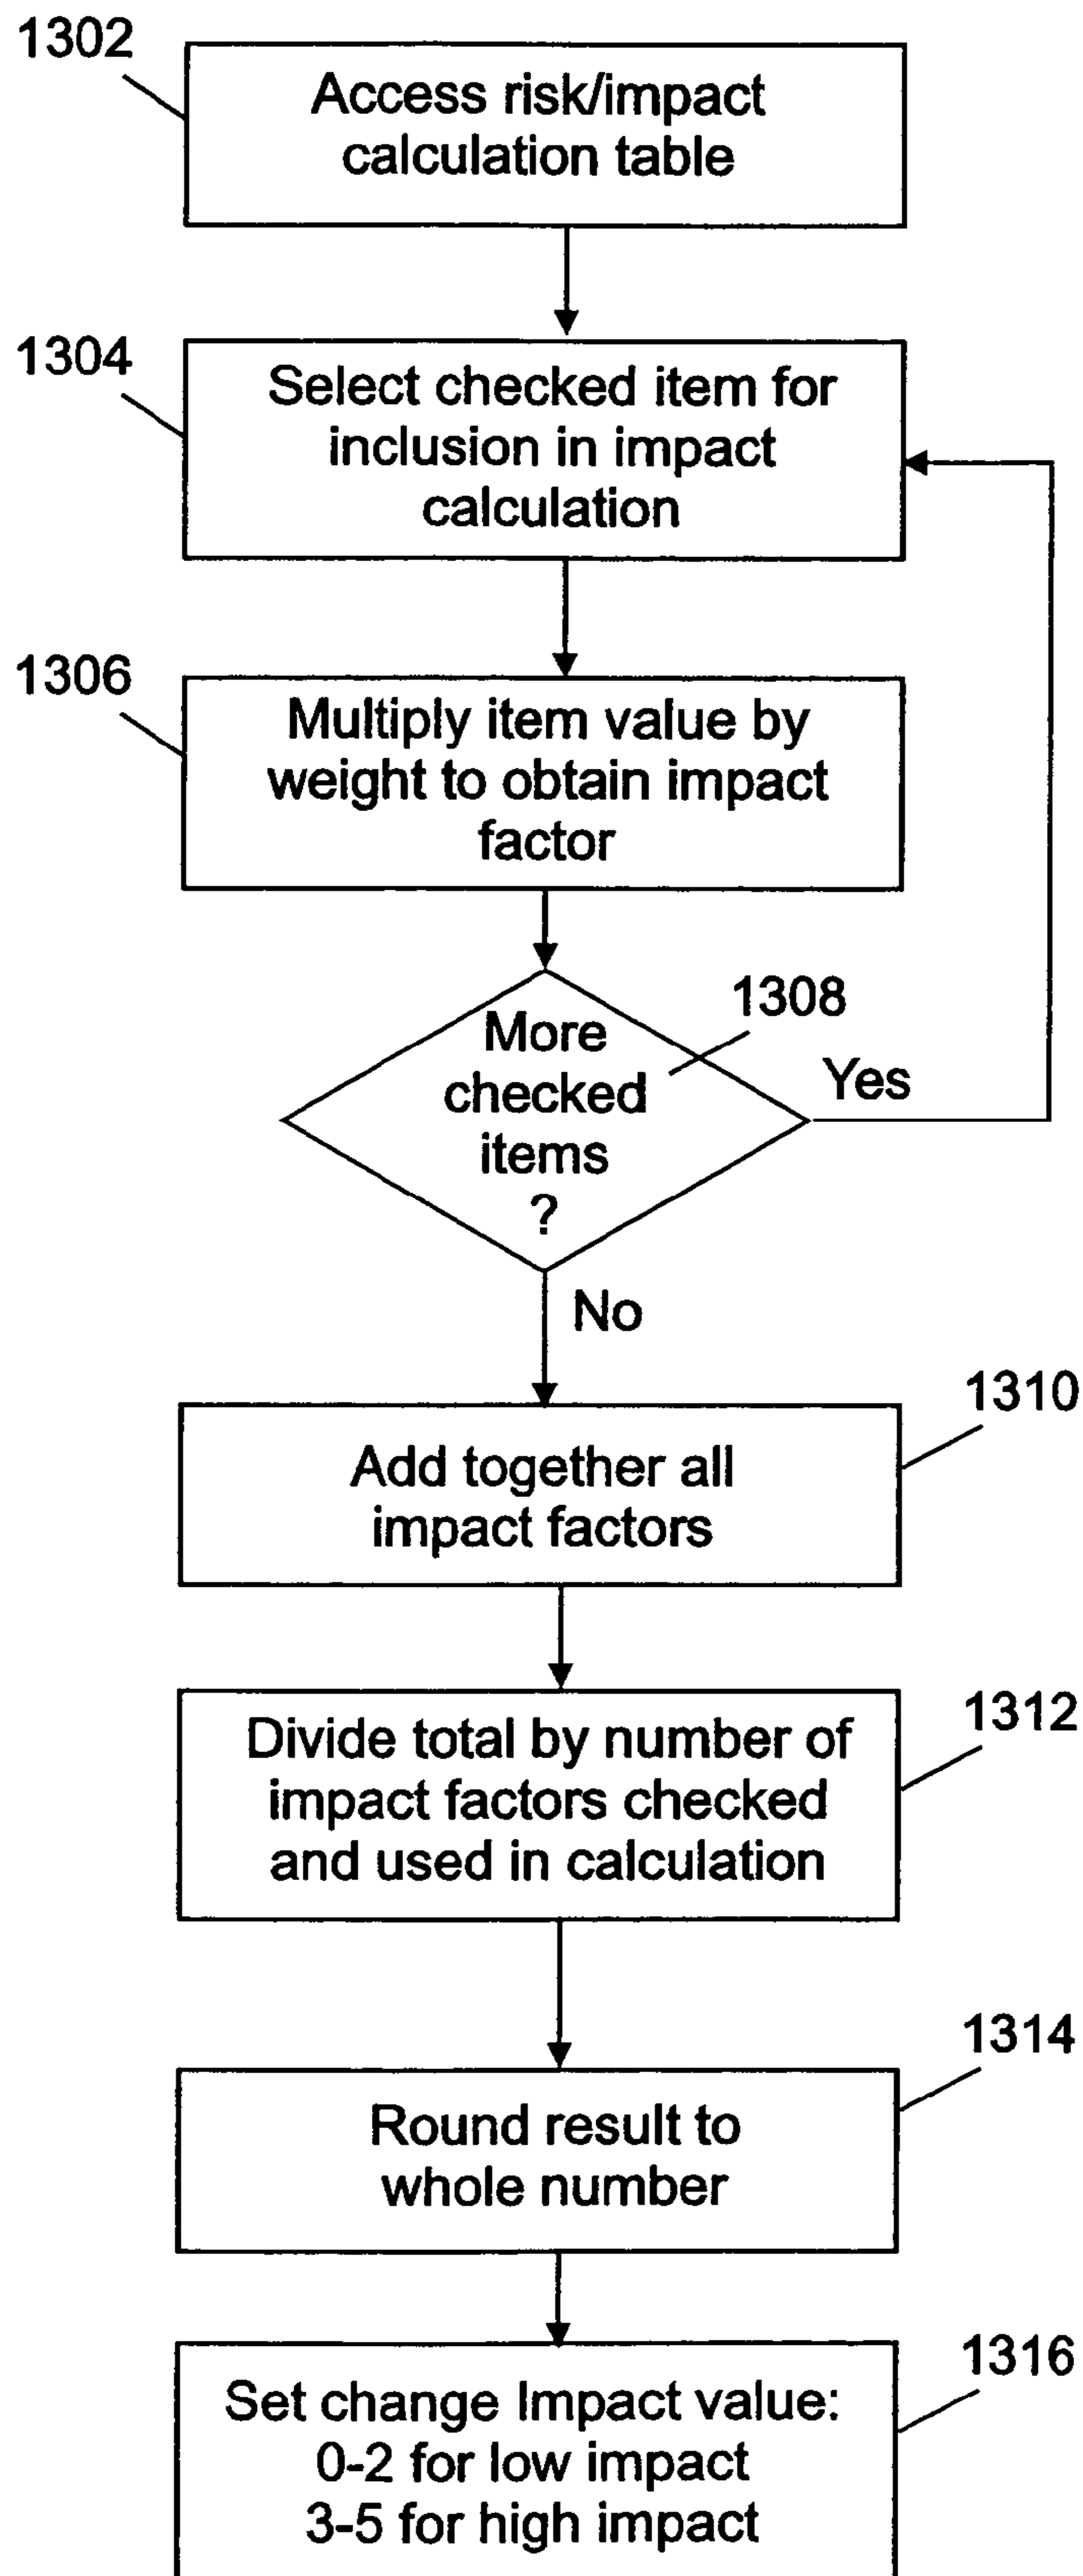 1302
Access risk/impact
calculation table
1304
Select checked item for
inclusion in impact
calculation
1306
Multiply item value by
weight to obtain impact
factor
1308
More
checked
items
?
Yes
No
1310
Add together all
impact factors
1312
Divide total by number of
impact factors checked
and used in calculation
1314
Round result to
whole number
1316
Set change Impact value:
0-2 for low impact
3-5 for high impact